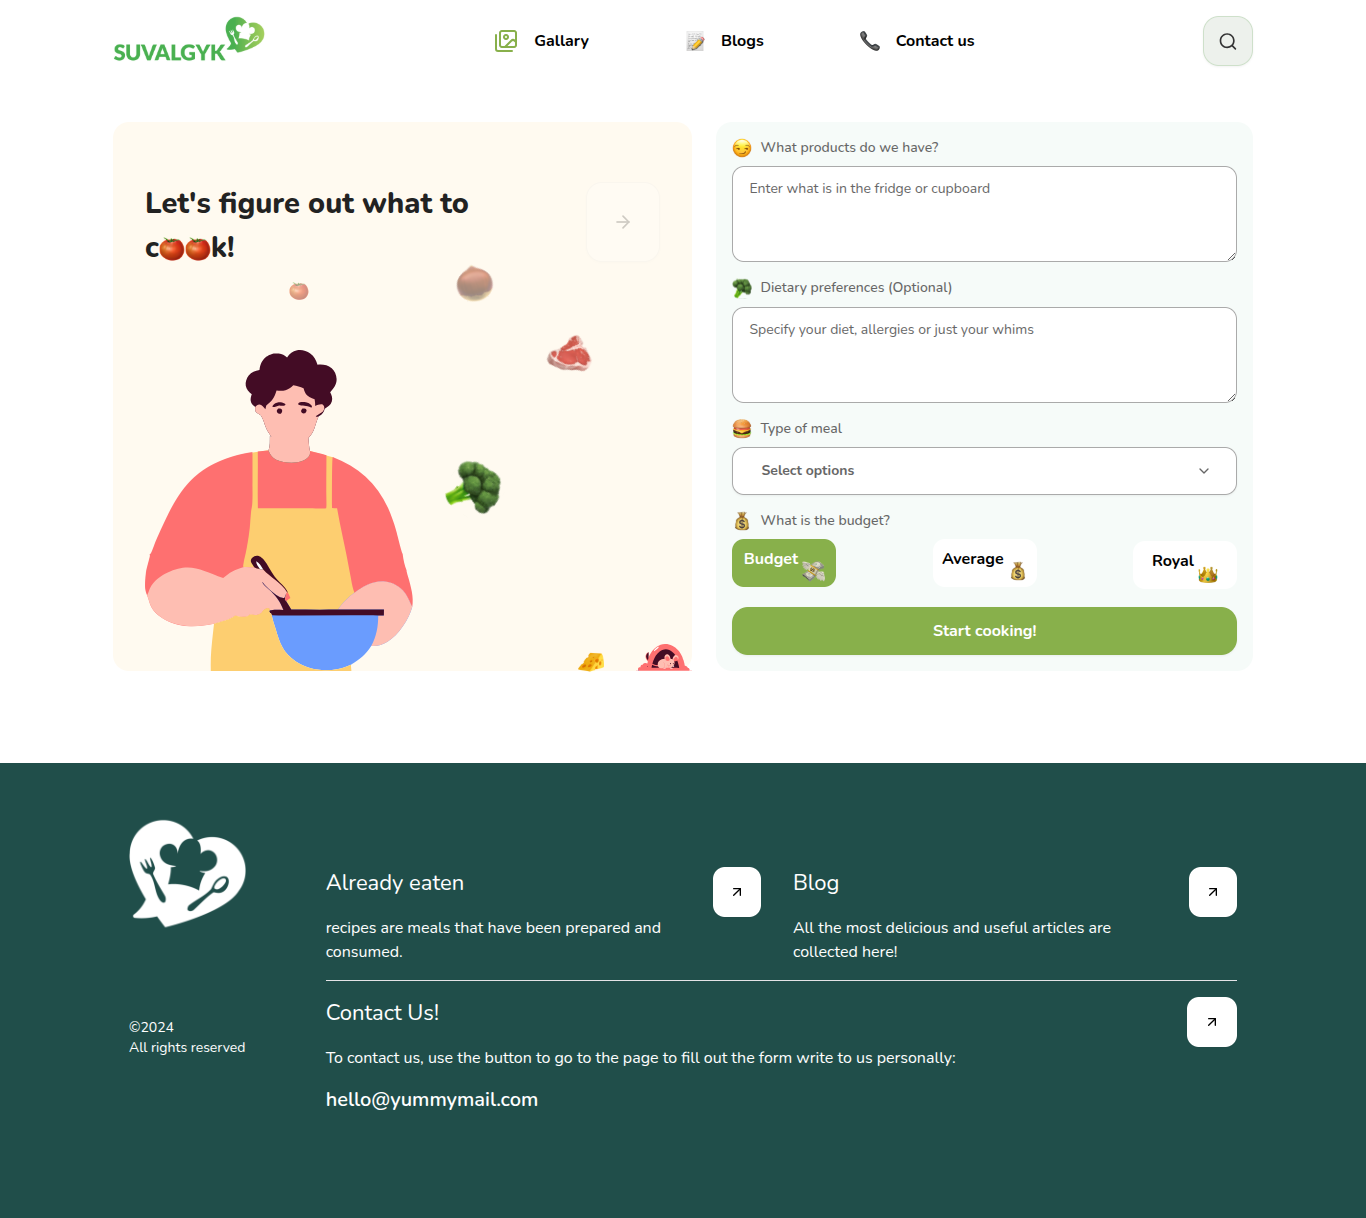 SUVALGYK
Gallary
Blogs
Contact us
Let's figure out what to
c🍅🍅k!
What products do we have?
Enter what is in the fridge or cupboard
Dietary preferences (Optional)
Specify your diet, allergies or just your whims
Type of meal
Select options
What is the budget?
Budget
Average
Royal
Start cooking!
Already eaten
recipes are meals that have been prepared and
consumed.
Blog
All the most delicious and useful articles are
collected here!
Contact Us!
To contact us, use the button to go to the page to fill out the form write to us personally:
hello@yummymail.com
©2024
All rights reserved